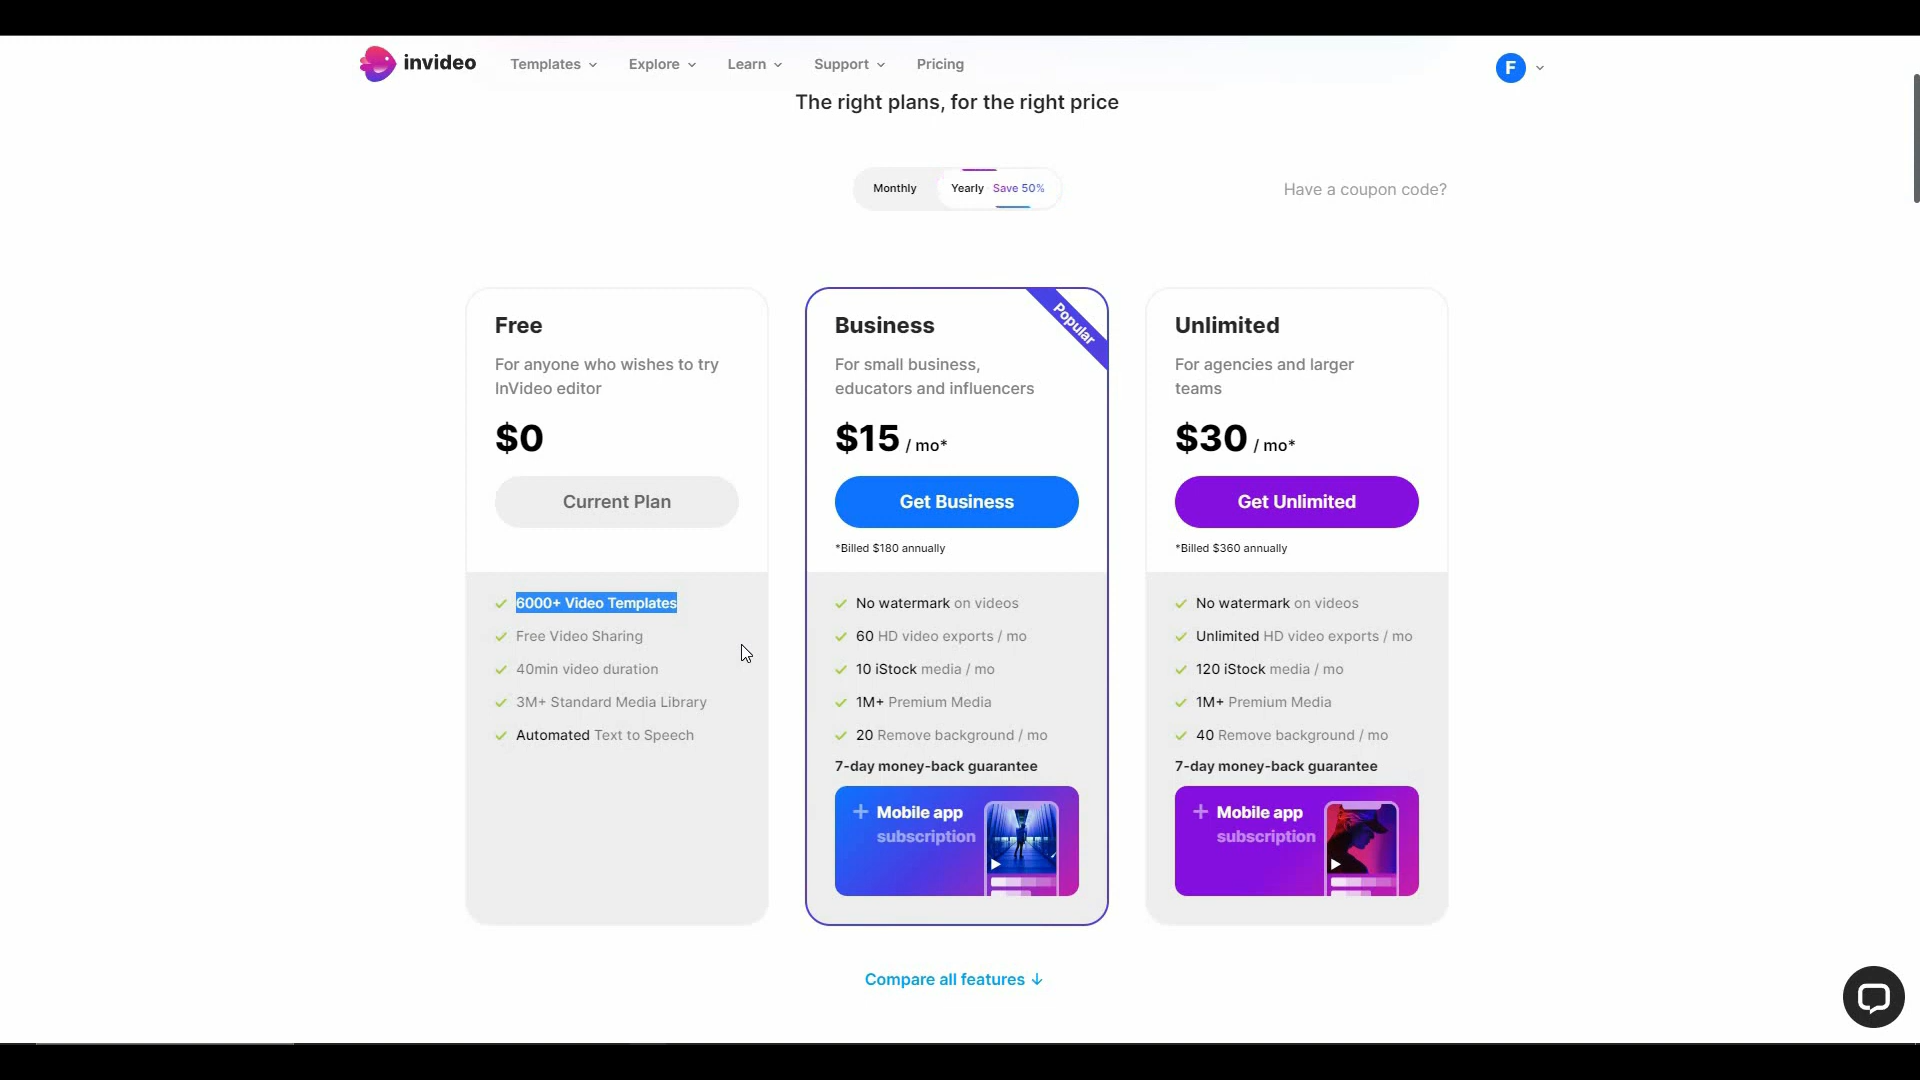 invideo
Templates
Explore
Learn
Support
Pricing
F
The right plans, for the right price
Monthly
Yearly Save 50%
Have a coupon code?
Free
For anyone who wishes to try
InVideo editor
$0
Current Plan
6000+ Video Templates
Free Video Sharing
40min video duration
3M+ Standard Media Library
Automated Text to Speech
Popular
Business
For small business,
educators and influencers
$15 / mo*
Get Business
*Billed $180 annually
No watermark on videos
60 HD video exports / mo
10 iStock media / mo
1M+ Premium Media
20 Remove background / mo
7-day money-back guarantee
+ Mobile app
subscription
Unlimited
For agencies and larger
teams
$30 / mo*
Get Unlimited
*Billed $360 annually
No watermark on videos
Unlimited HD video exports / mo
120 iStock media / mo
1M+ Premium Media
40 Remove background / mo
7-day money-back guarantee
+ Mobile app
subscription
Compare all features ↓